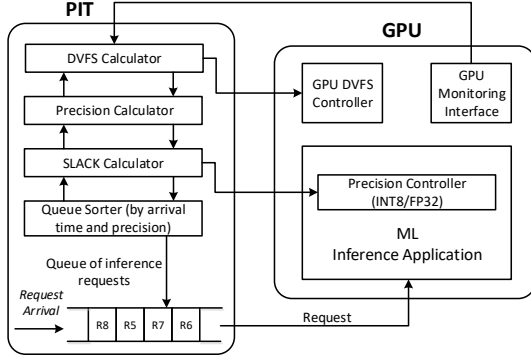 PIT
DVFS Calculator
Precision Calculator
SLACK Calculator
Queue Sorter (by arrival
time and precision)
Queue of inference
requests
Request
Arrival
R8 R5 R7 R6
Request
GPU
GPU DVFS
Controller
GPU
Monitoring
Interface
Precision Controller
(INT8/FP32)
ML
Inference Application